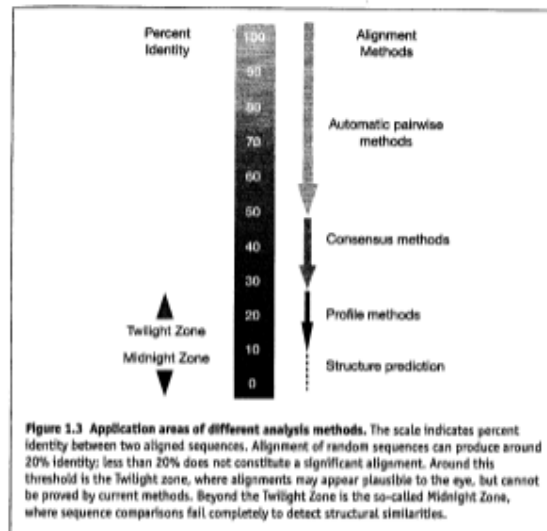 Percent
Identity
Alignment
Methods
100
90
80
70
60
50
40
30
20
10
0
Automatic pairwise
methods
Consensus methods
Profile methods
Structure prediction
Twilight Zone
Midnight Zone
Figure 1.3 Application areas of different analysis methods. The scale indicates percent
identity between two aligned sequences. Alignment of random sequences can produce around
20% identity; less than 20% does not constitute a significant alignment. Around this
threshold is the Twilight zone, where alignments may appear plausible to the eye, but cannot
be proved by current methods. Beyond the Twilight Zone is the so-called Midnight Zone,
where sequence comparisons fail completely to detect structural similarities.